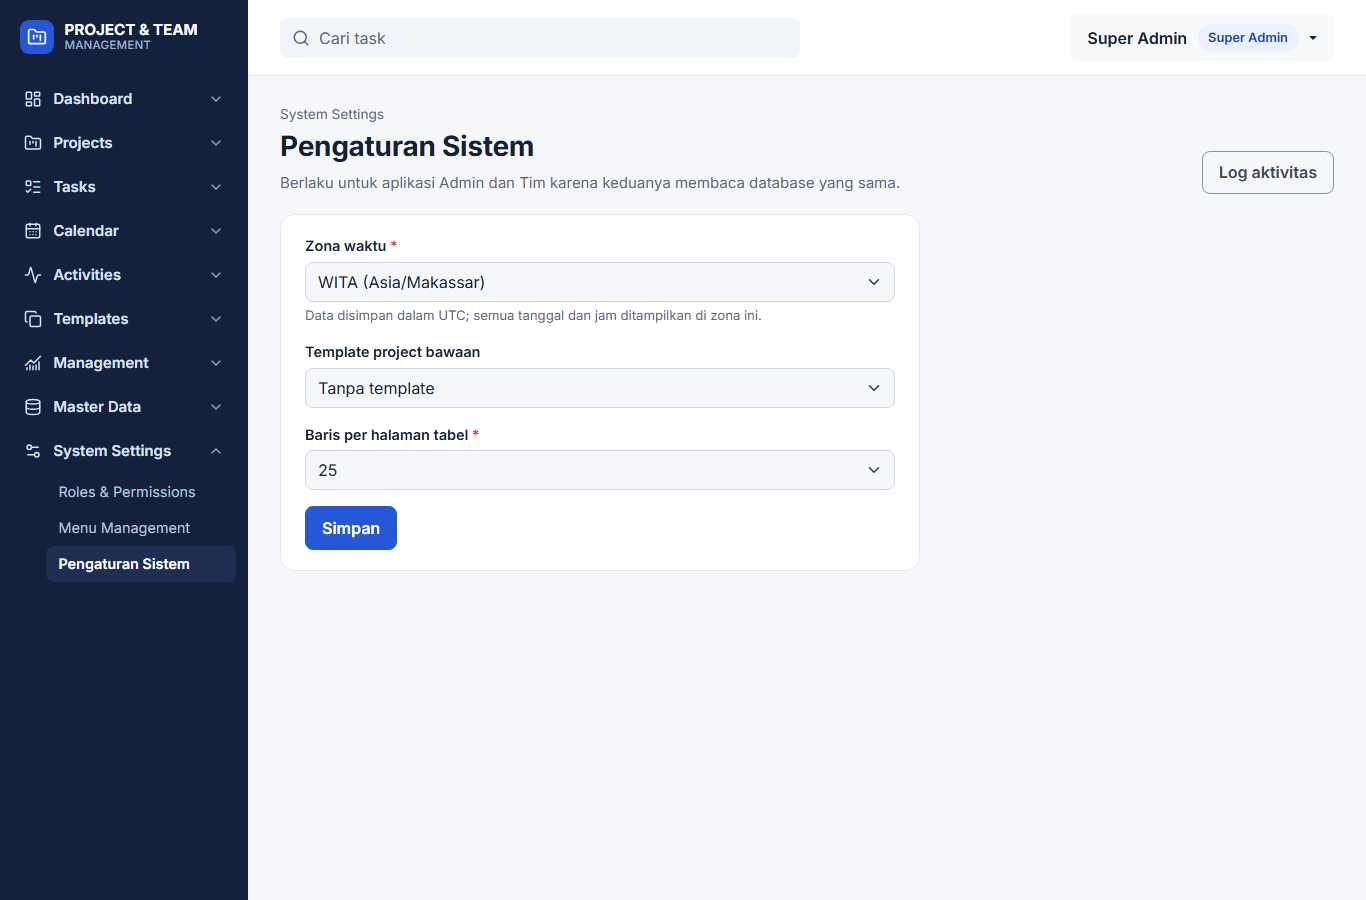 PROJECT & TEAM
MANAGEMENT
Dashboard
Projects
Tasks
Calendar
Activities
Templates
Management
Master Data
System Settings
Roles & Permissions
Menu Management
Pengaturan Sistem
Cari task
Super Admin Super Admin
System Settings
Pengaturan Sistem
Berlaku untuk aplikasi Admin dan Tim karena keduanya membaca database yang sama.
Log aktivitas
Zona waktu *
WITA (Asia/Makassar)
Data disimpan dalam UTC; semua tanggal dan jam ditampilkan di zona ini.
Template project bawaan
Tanpa template
Baris per halaman tabel *
25
Simpan